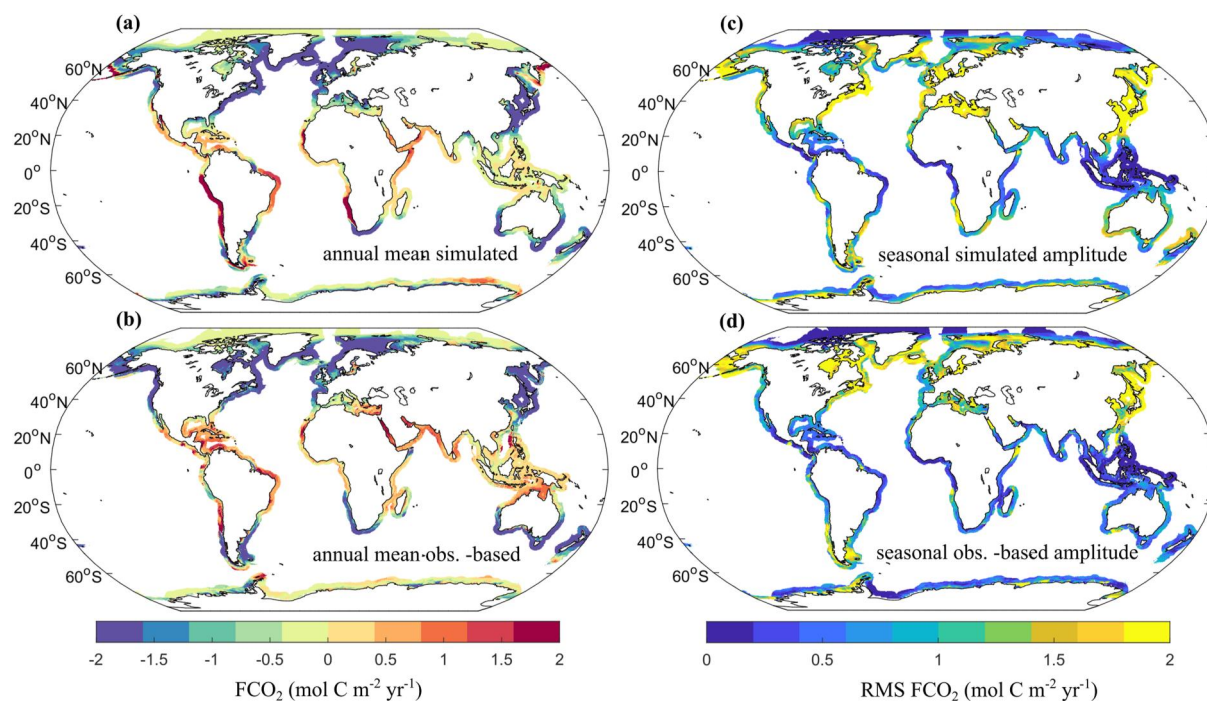 (a)
60°N
40°N
20°N
0°
20°S
40°S
60°S
annual mean simulated
(c)
60°N
40°N
20°N
0°
20°S
40°S
60°S
seasonal simulated amplitude
(b)
60°N
40°N
20°N
0°
20°S
40°S
60°S
annual mean obs. -based
(d)
60°N
40°N
20°N
0°
20°S
40°S
60°S
seasonal obs. -based amplitude
-2 -1.5 -1 -0.5 0 0.5 1 1.5 2
FCO₂ (mol C m⁻² yr⁻¹)
0 0.5 1 1.5 2
RMS FCO₂ (mol C m⁻² yr⁻¹)